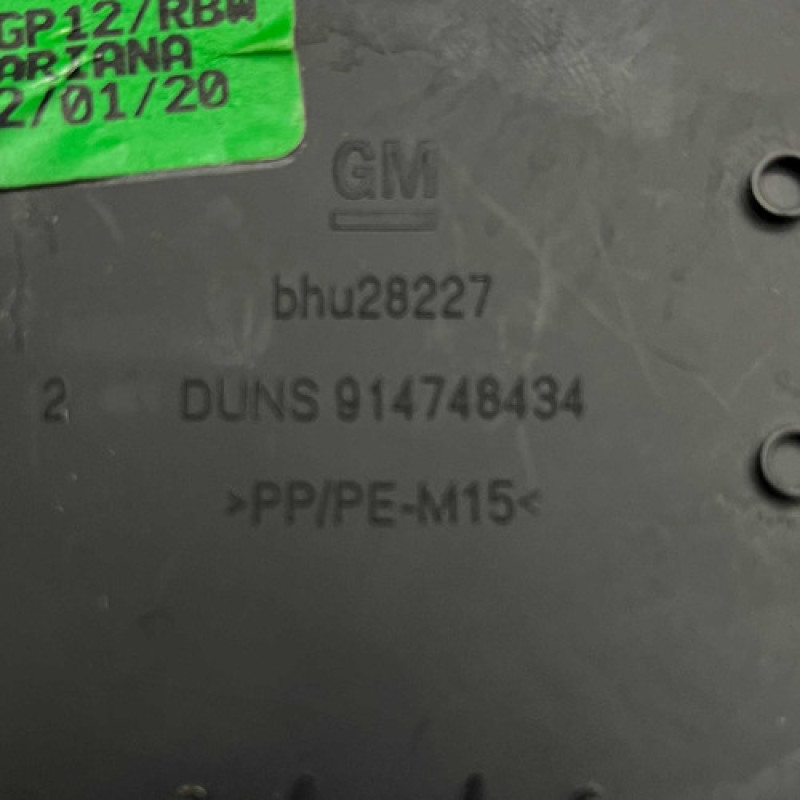 GP12/RBW
ARIANA
2/01/20
GM
bhu28227
2 DUNS 914748434
>PP/PE-M15<